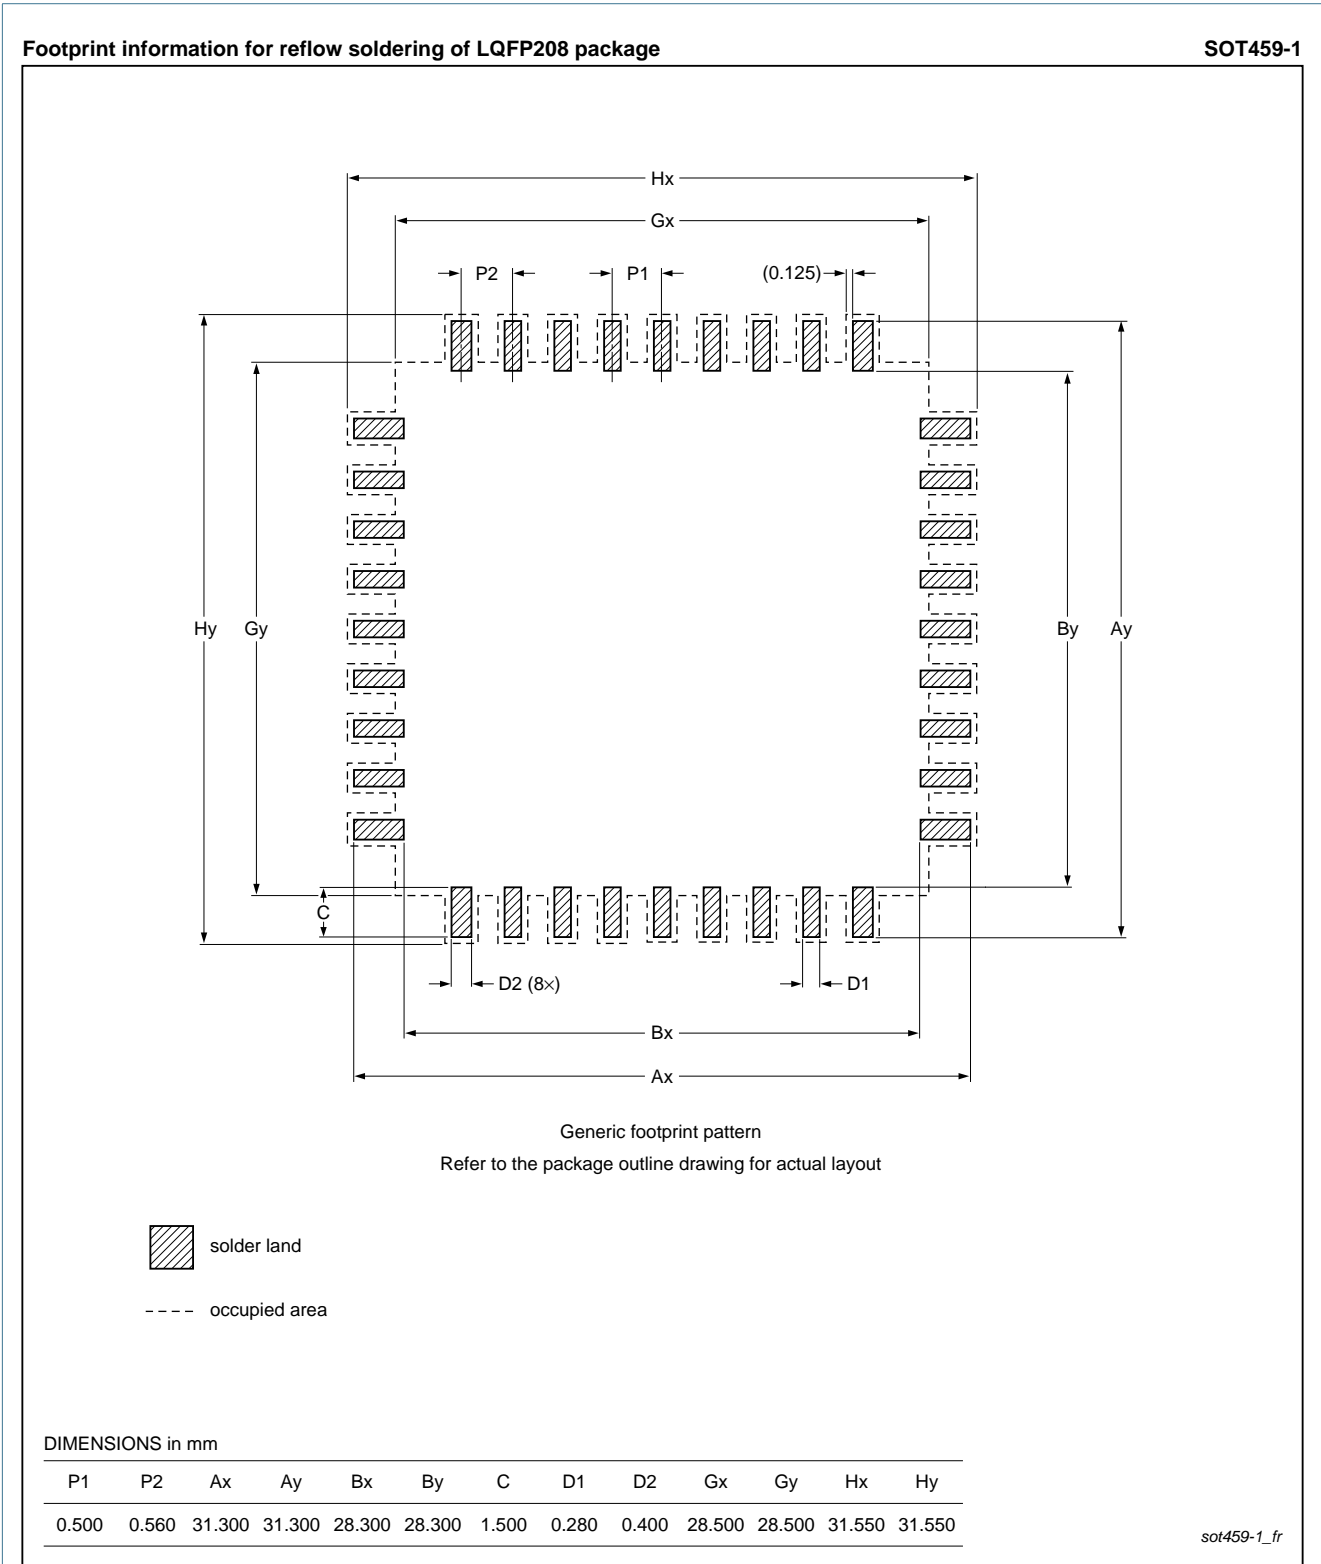 Footprint information for reflow soldering of LQFP208 package SOT459-1
Hx
Gx
P2 P1 (0.125)
Hy Gy By Ay
C
D2 (8×) D1
Bx
Ax
Generic footprint pattern
Refer to the package outline drawing for actual layout
solder land
occupied area
DIMENSIONS in mm
P1 P2 Ax Ay Bx By C D1 D2 Gx Gy Hx Hy
0.500 0.560 31.300 31.300 28.300 28.300 1.500 0.280 0.400 28.500 28.500 31.550 31.550
sot459-1_fr